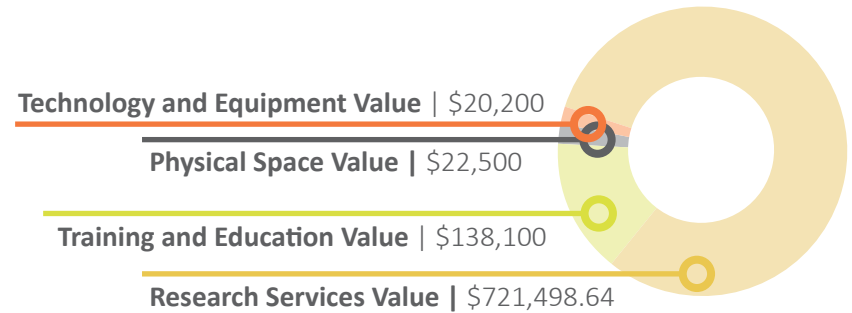 Technology and Equipment Value | $20,200
Physical Space Value | $22,500
Training and Education Value | $138,100
Research Services Value | $721,498.64